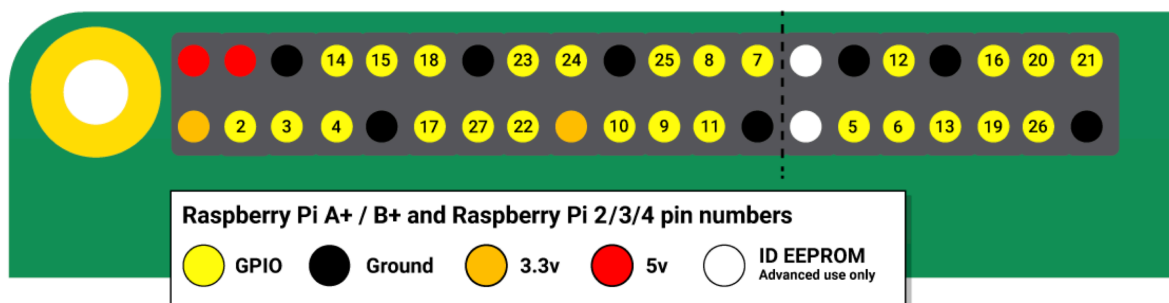 14 15 18 23 24 25 8 7 12 16 20 21
2 3 4 17 27 22 10 9 11 5 6 13 19 26
Raspberry Pi A+ / B+ and Raspberry Pi 2/3/4 pin numbers
GPIO Ground 3.3v 5v ID EEPROM
Advanced use only